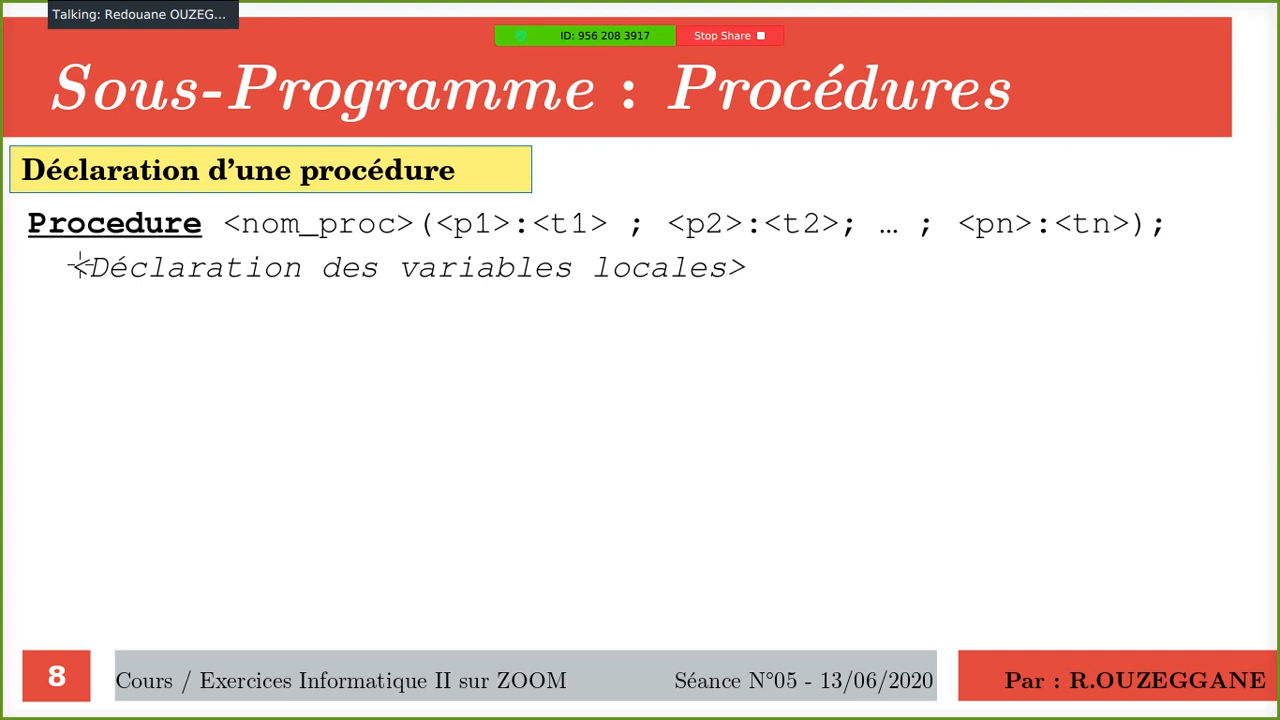 Talking: Redouane OUZEG...
ID: 956 208 3917
Stop Share
Sous-Programme : Procédures
Déclaration d'une procédure
Procedure <nom_proc>(<p1>:<t1> ; <p2>:<t2>; … ; <pn>:<tn>);
<Déclaration des variables locales>
8
Cours / Exercices Informatique II sur ZOOM
Séance N°05 - 13/06/2020
Par : R.OUZEGGANE